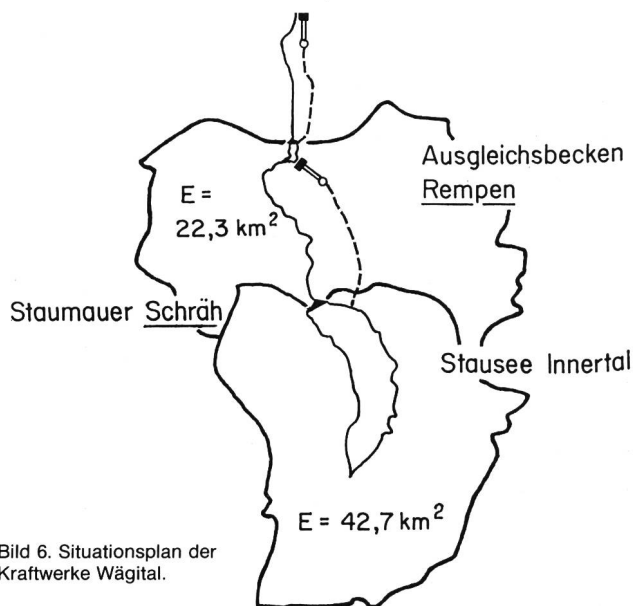 Ausgleichsbecken
Rempen
E =
22,3 km²
Staumauer Schräh
Stausee Innertal
E = 42,7 km²
Bild 6. Situationsplan der
Kraftwerke Wägital.